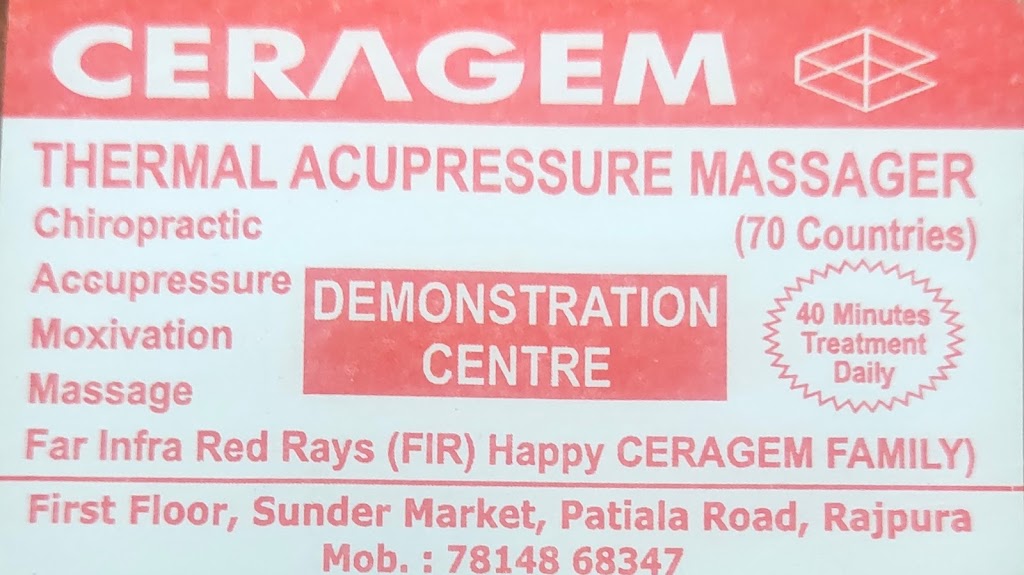 CERAGEM
THERMAL ACUPRESSURE MASSAGER
(70 Countries)
Chiropractic
Accupressure
Moxivation
Massage
DEMONSTRATION
CENTRE
40 Minutes
Treatment
Daily
Far Infra Red Rays (FIR) Happy CERAGEM FAMILY)
First Floor, Sunder Market, Patiala Road, Rajpura
Mob. : 78148 68347